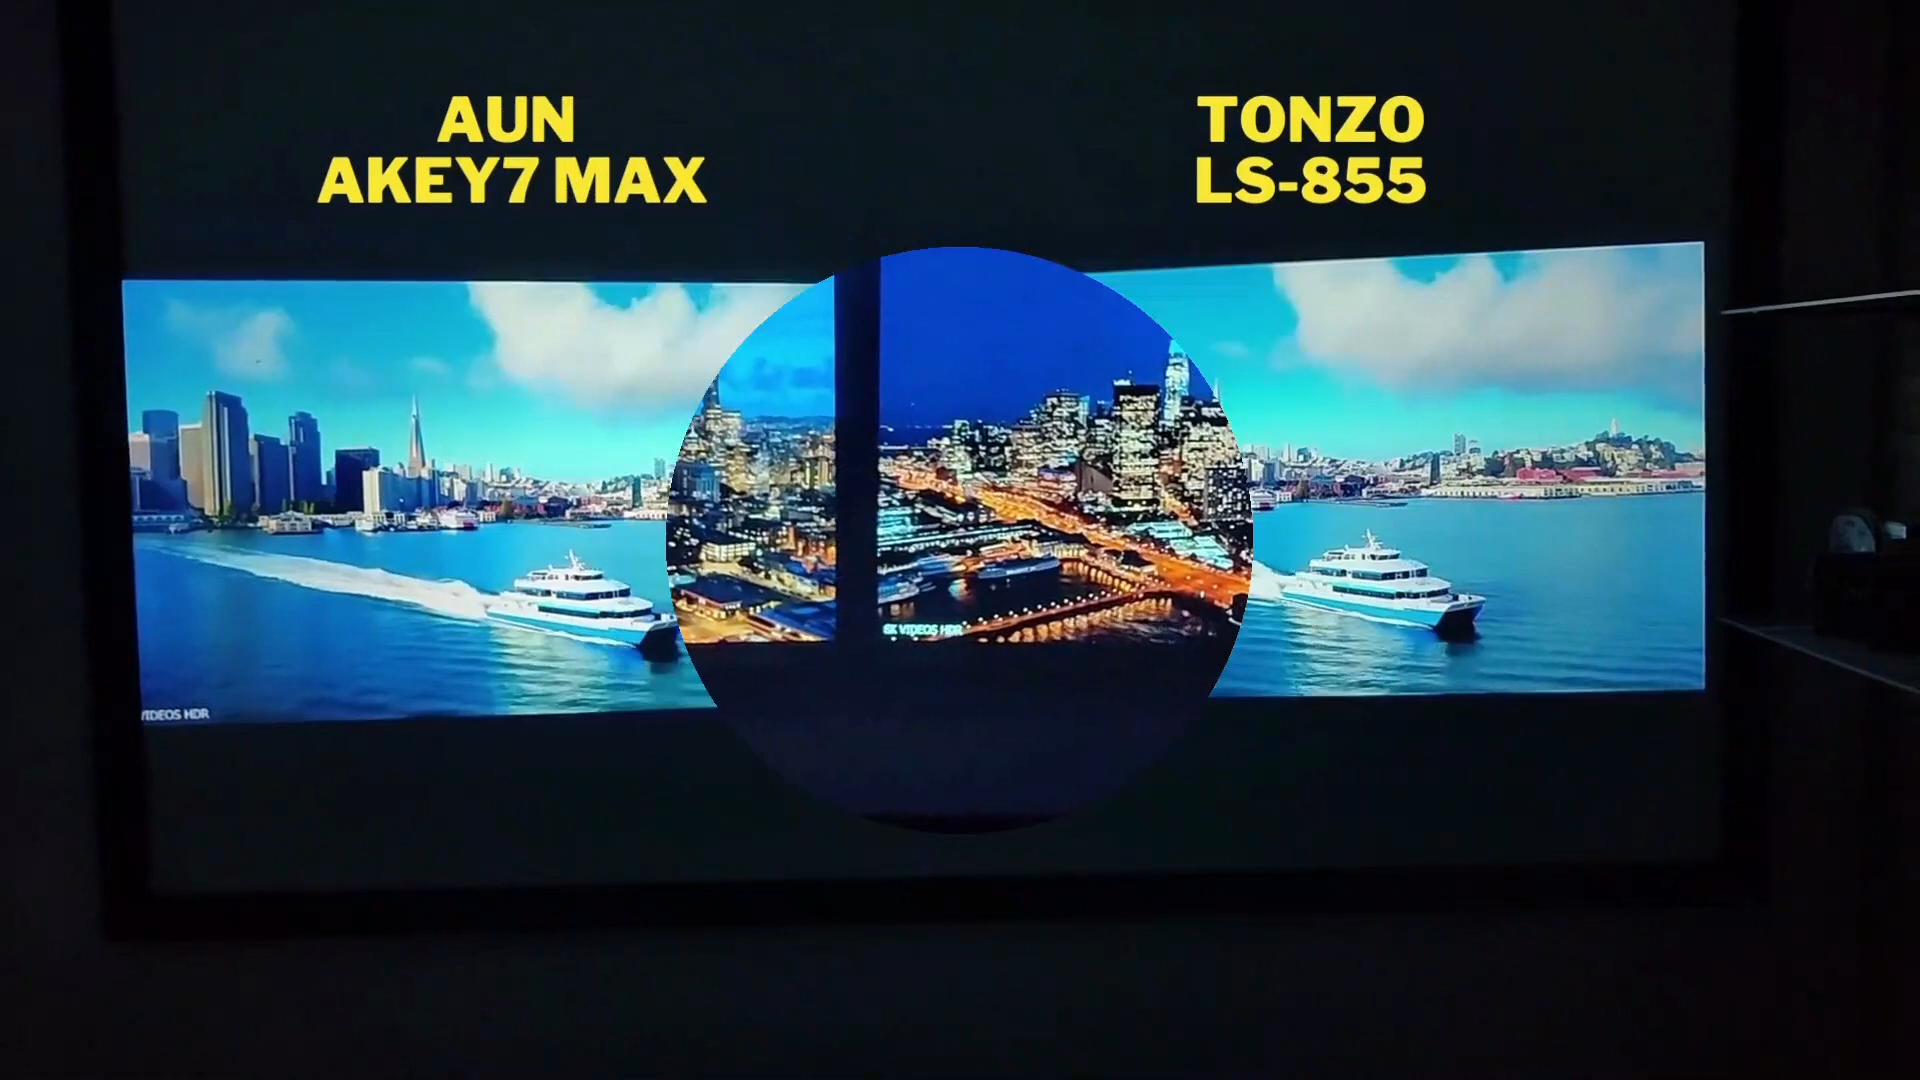 AUN
AKEY7 MAX
TONZO
LS-855
8K VIDEOS HDR
VIDEOS HDR